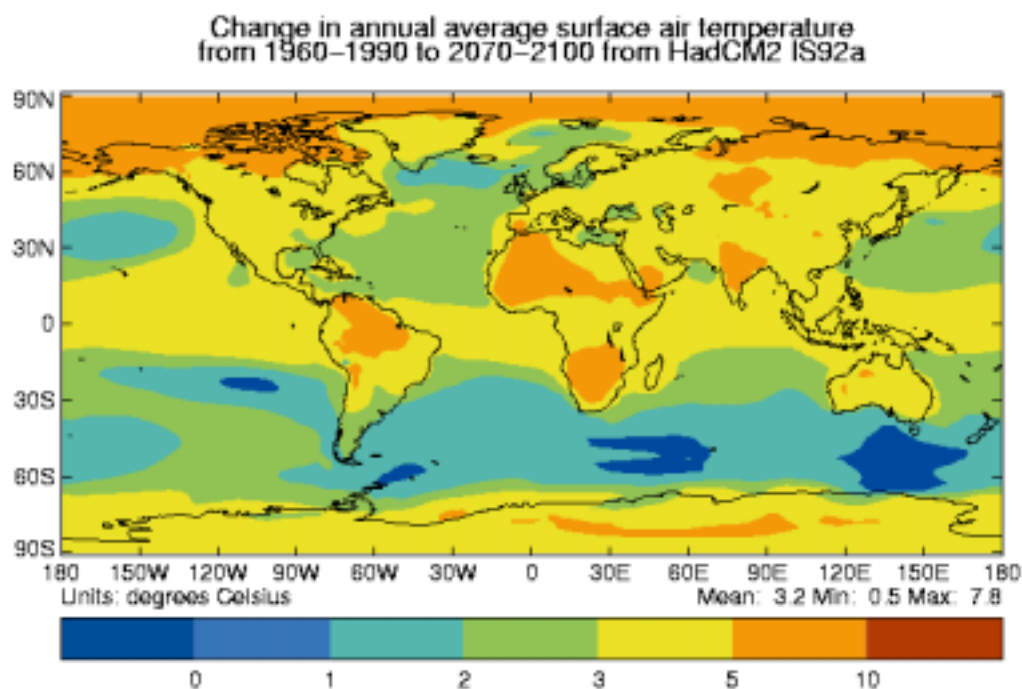 Change in annual average surface air temperature
from 1960–1990 to 2070–2100 from HadCM2 IS92a
90N
60N
30N
0
30S
60S
90S
180 150W 120W 90W 60W 30W 0 30E 60E 90E 120E 150E 180
Units: degrees Celsius Mean: 3.2 Min: 0.5 Max: 7.8
0 1 2 3 5 10